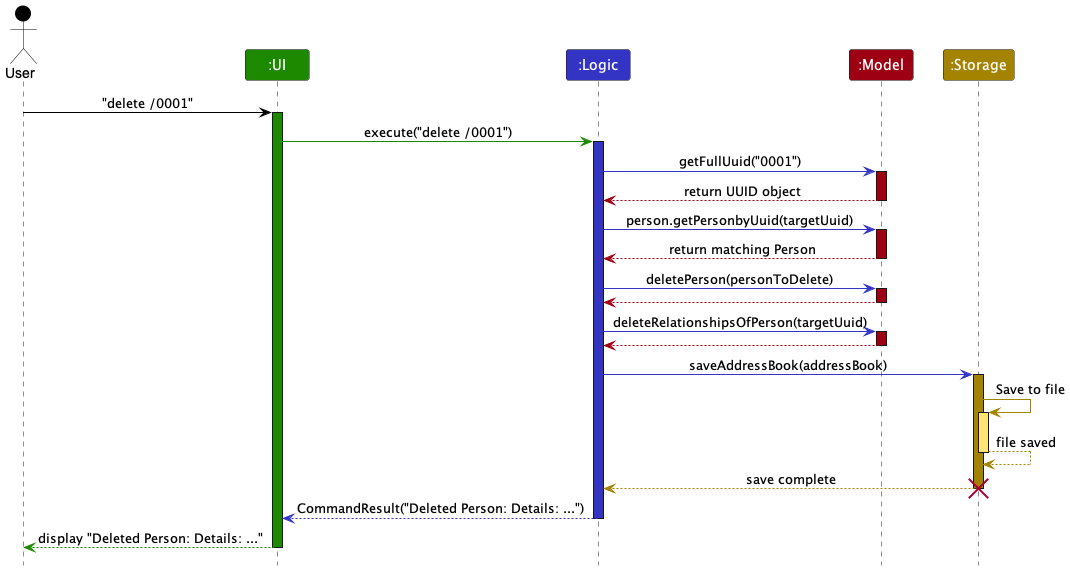 User
:UI
:Logic
:Model
:Storage
"delete /0001"
execute("delete /0001")
getFullUuid("0001")
return UUID object
person.getPersonbyUuid(targetUuid)
return matching Person
deletePerson(personToDelete)
deleteRelationshipsOfPerson(targetUuid)
saveAddressBook(addressBook)
Save to file
file saved
save complete
CommandResult("Deleted Person: Details: ...")
display "Deleted Person: Details: ..."